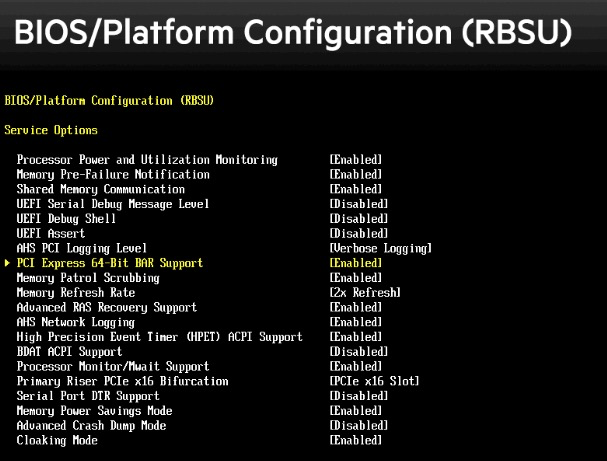 BIOS/Platform Configuration (RBSU)
BIOS/Platform Configuration (RBSU)
Service Options
Processor Power and Utilization Monitoring [Enabled]
Memory Pre-Failure Notification [Enabled]
Shared Memory Communication [Enabled]
UEFI Serial Debug Message Level [Disabled]
UEFI Debug Shell [Disabled]
UEFI Assert [Disabled]
AHS PCI Logging Level [Verbose Logging]
PCI Express 64-Bit BAR Support [Enabled]
Memory Patrol Scrubbing [Enabled]
Memory Refresh Rate [2x Refresh]
Advanced RAS Recovery Support [Enabled]
AHS Network Logging [Enabled]
High Precision Event Timer (HPET) ACPI Support [Enabled]
BDAT ACPI Support [Disabled]
Processor Monitor/Mwait Support [Enabled]
Primary Riser PCIe x16 Bifurcation [PCIe x16 Slot]
Serial Port DTR Support [Disabled]
Memory Power Savings Mode [Enabled]
Advanced Crash Dump Mode [Disabled]
Cloaking Mode [Enabled]